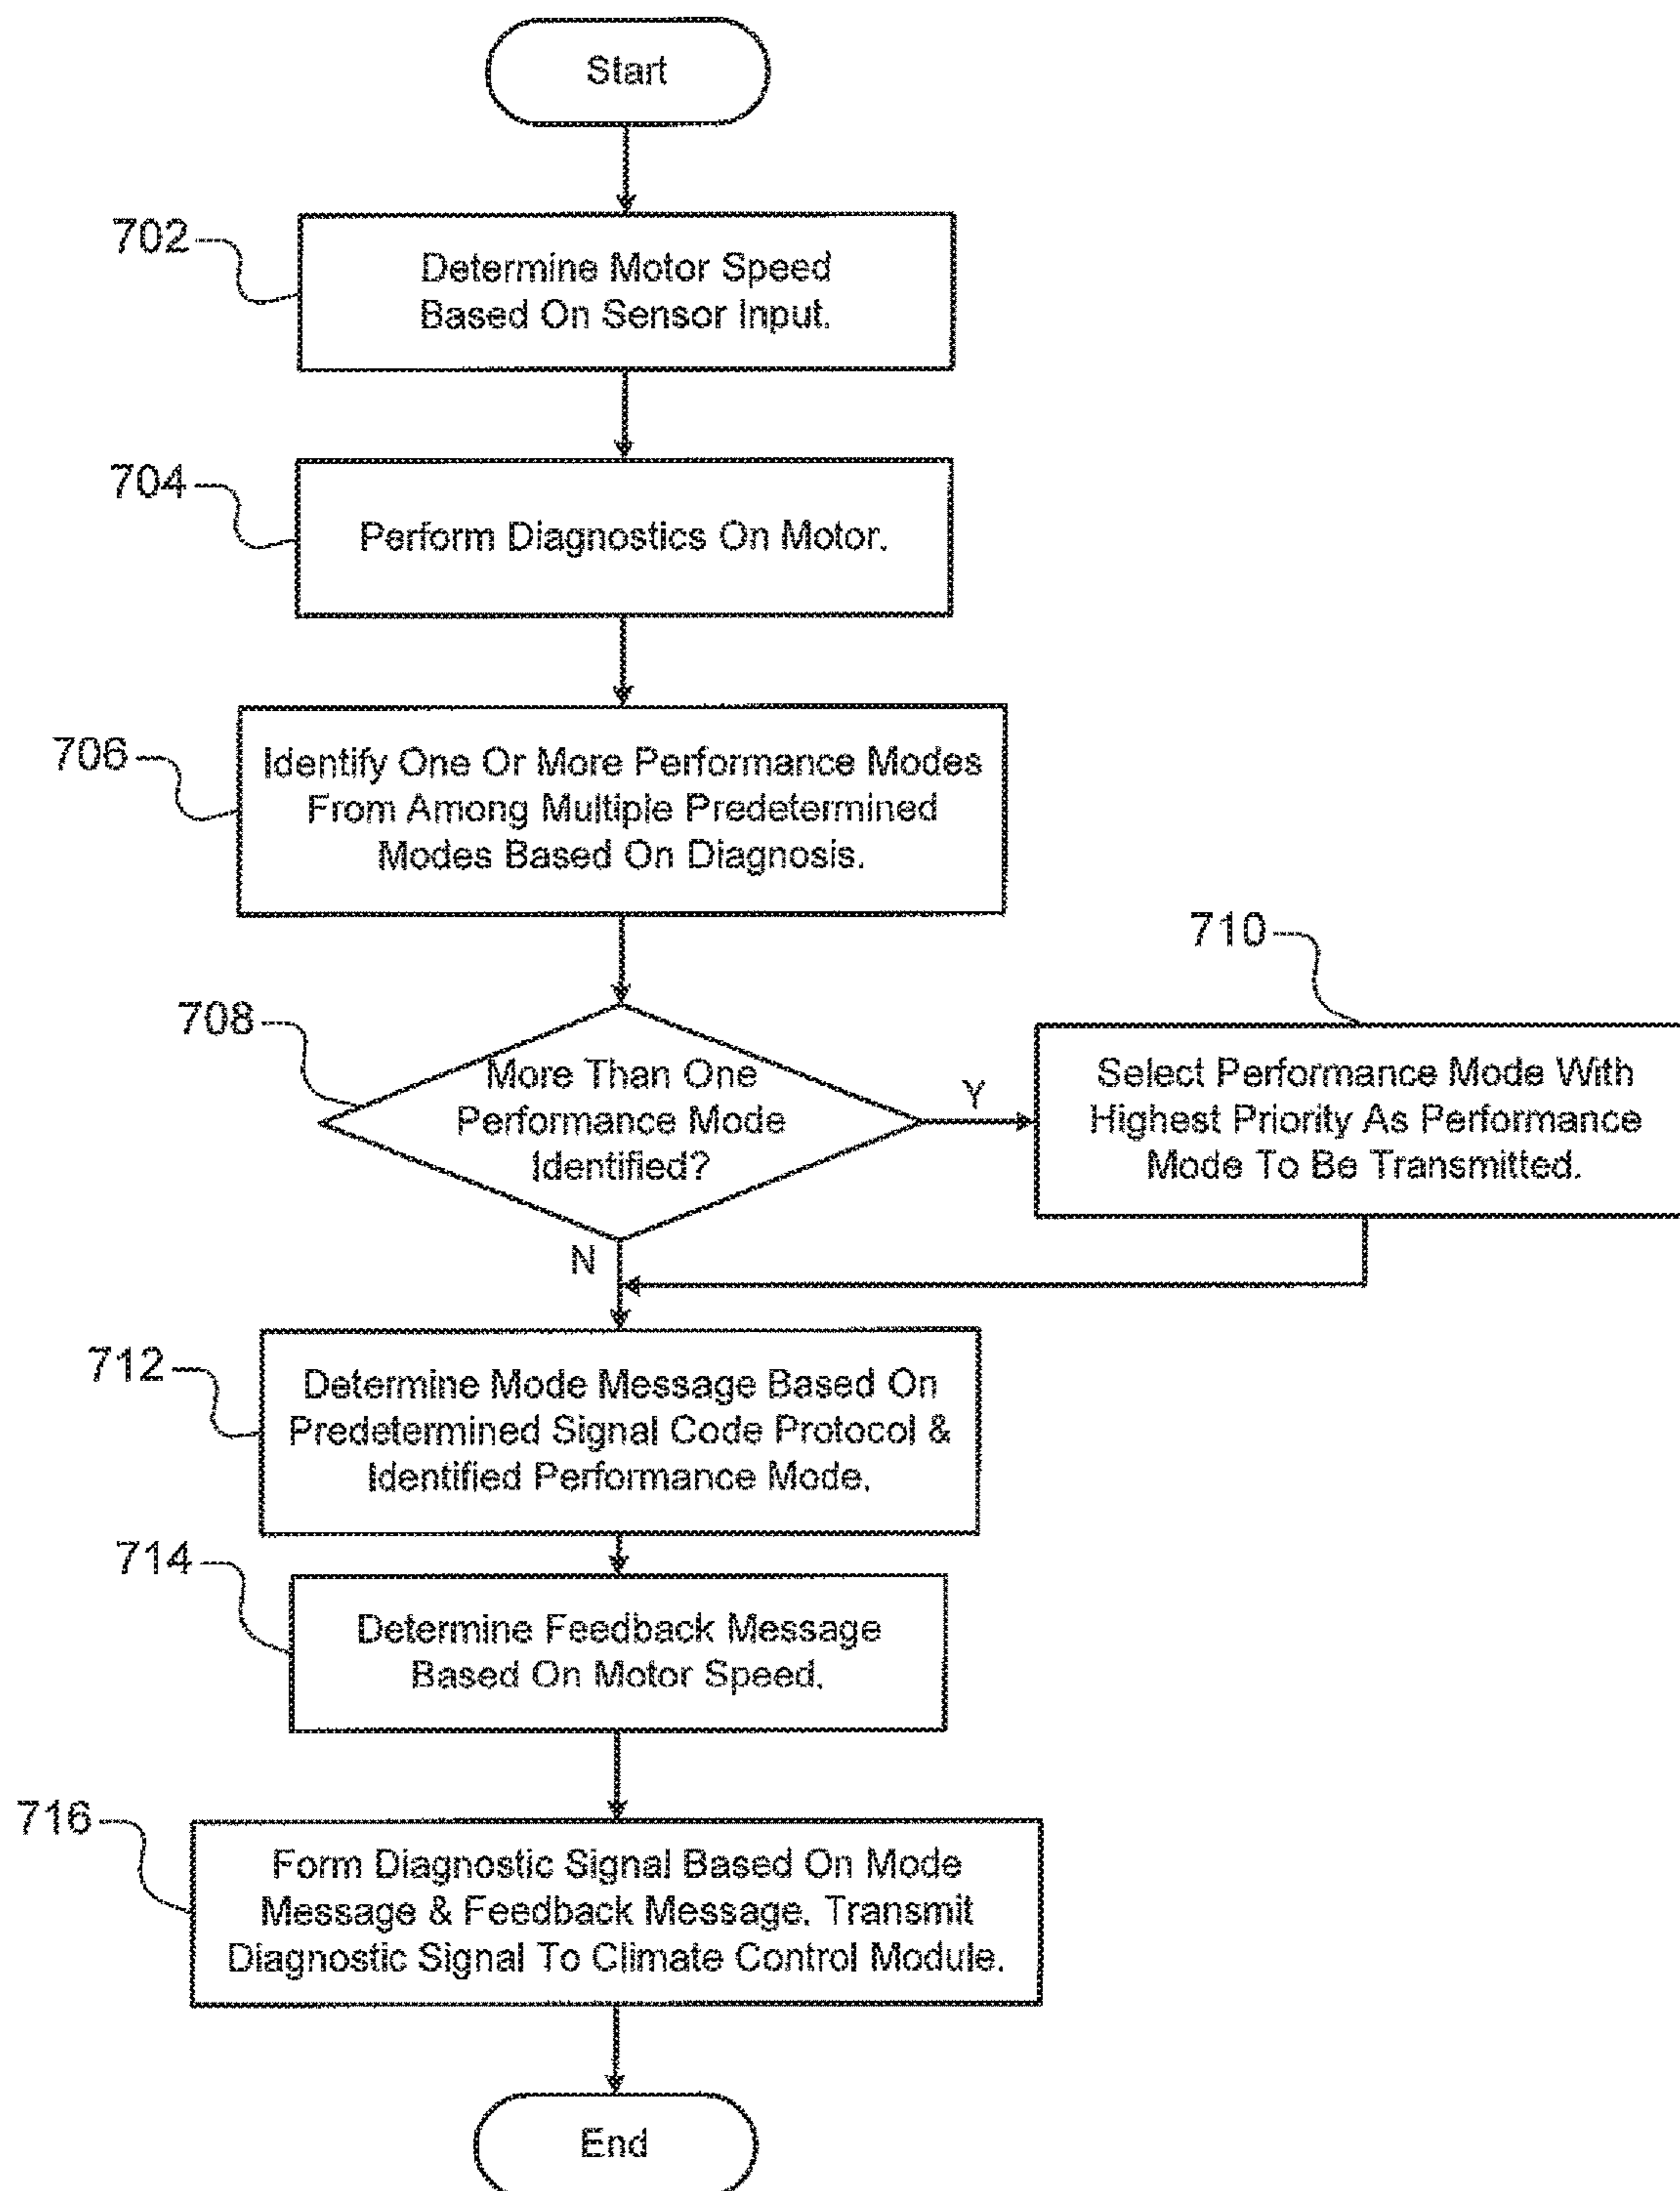 Start
702
Determine Motor Speed
Based On Sensor Input.
704
Perform Diagnostics On Motor.
706
Identify One Or More Performance Modes
From Among Multiple Predetermined
Modes Based On Diagnosis.
708
More Than One
Performance Mode
Identified?
Y
710
Select Performance Mode With
Highest Priority As Performance
Mode To Be Transmitted.
N
712
Determine Mode Message Based On
Predetermined Signal Code Protocol &
Identified Performance Mode.
714
Determine Feedback Message
Based On Motor Speed.
716
Form Diagnostic Signal Based On Mode
Message & Feedback Message. Transmit
Diagnostic Signal To Climate Control Module.
End